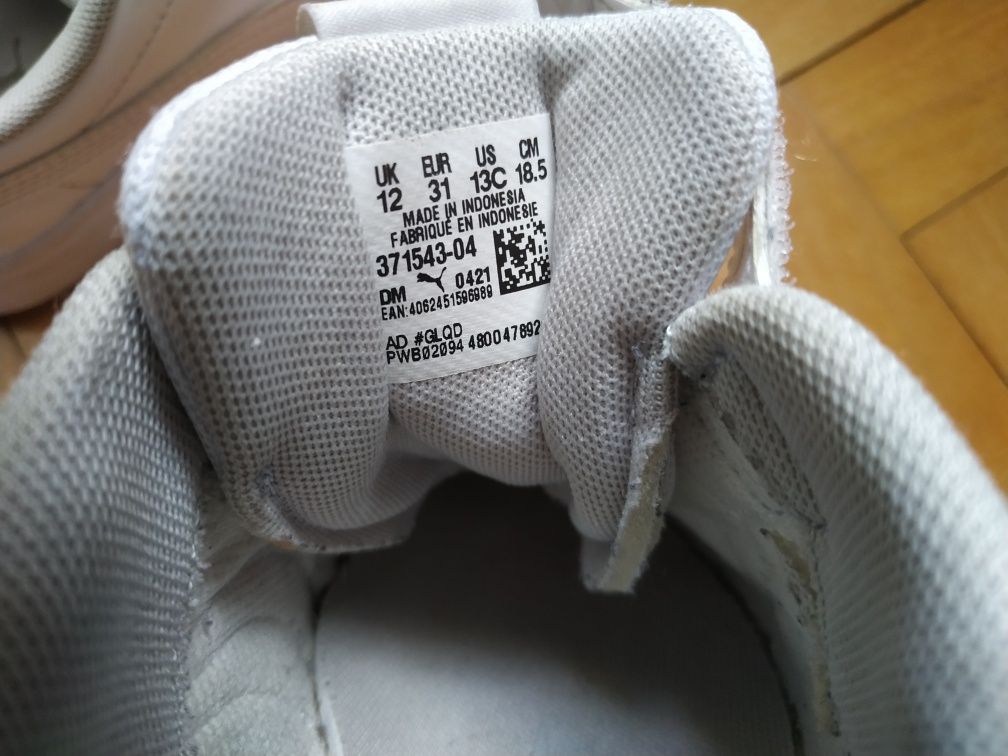 UK EUR US CM
12 31 13C 18.5
MADE IN INDONESIA
FABRIQUÉ EN INDONESIE
371543-04
DM 0421
EAN:4062451596988
AD #GLQD
PWB02094 480047892